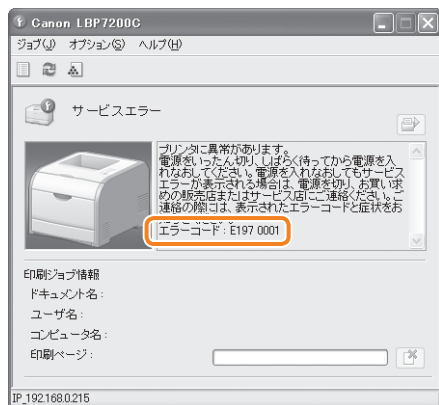 Canon LBP7200C
ジョブ(J) オプション(S) ヘルプ(H)
サービスエラー
プリンタに異常があります。
電源をいったん切り、しばらく待ってから電源を入
れなおしてください。電源を入れなおしてもサービス
エラーが表示される場合は、電源を切り、お買い求
めの販売店またはサービス店にご連絡ください。ご
連絡の際には、表示されたエラーコードと症状をお
エラーコード : E197 0001
印刷ジョブ情報
ドキュメント名 :
ユーザ名 :
コンピュータ名 :
印刷ページ :
IP_192.168.0.215